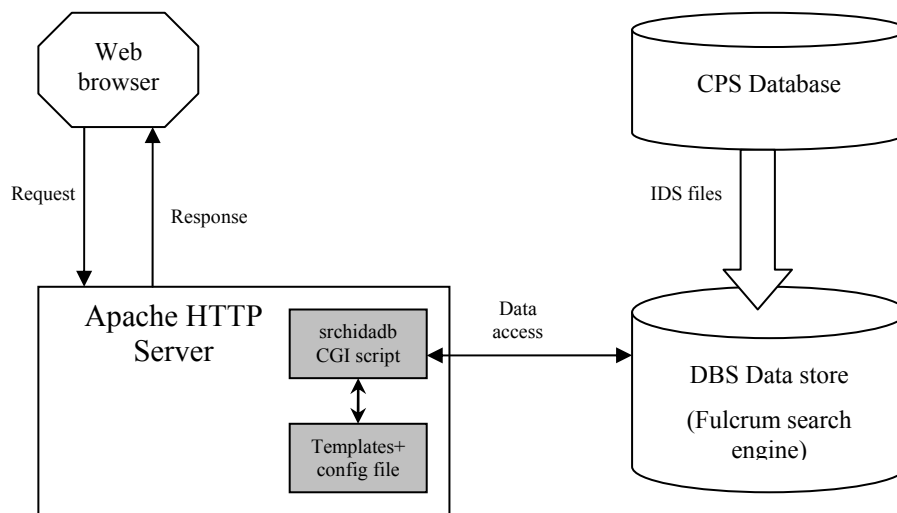 Web
browser
CPS Database
Request
Response
IDS files
Apache HTTP
Server
srchidadb
CGI script
Templates+
config file
Data
access
DBS Data store
(Fulcrum search
engine)